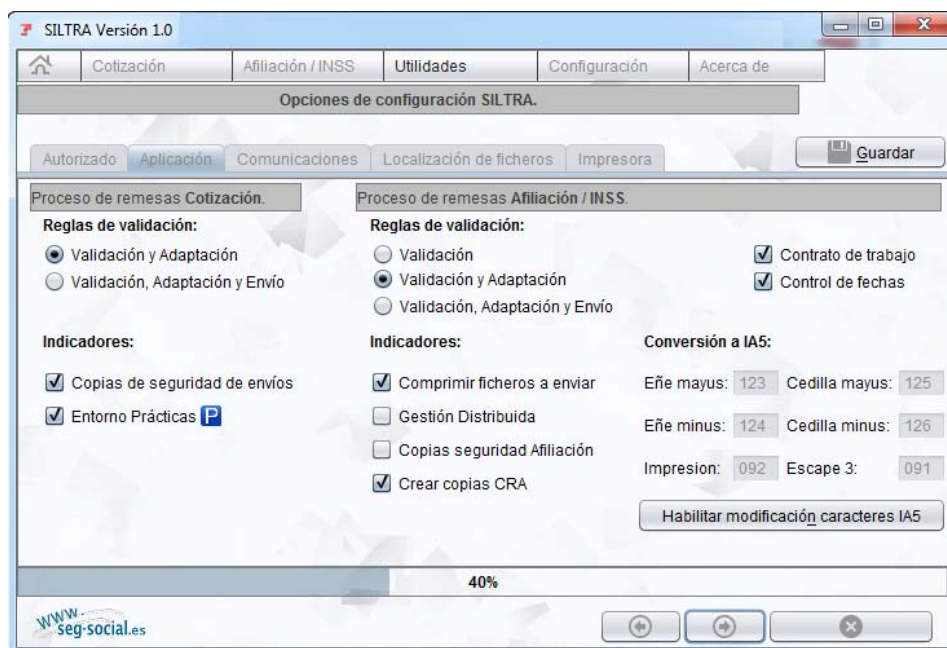 SILTRA Versión 1.0
Cotización Afiliación / INSS Utilidades Configuración Acerca de
Opciones de configuración SILTRA.
Autorizado Aplicación Comunicaciones Localización de ficheros Impresora Guardar
Proceso de remesas Cotización. Proceso de remesas Afiliación / INSS.
Reglas de validación: Reglas de validación:
Validación y Adaptación Validación Contrato de trabajo
Validación, Adaptación y Envío Validación y Adaptación Control de fechas
Validación, Adaptación y Envío
Indicadores: Indicadores: Conversión a IA5:
Copias de seguridad de envíos Comprimir ficheros a enviar Eñe mayus: 123 Cedilla mayus: 125
Entorno Prácticas P Gestión Distribuida Eñe minus: 124 Cedilla minus: 126
Copias seguridad Afiliación
Impresion: 092 Escape 3: 091
Crear copias CRA
Habilitar modificación caracteres IA5
40%
www.seg-social.es